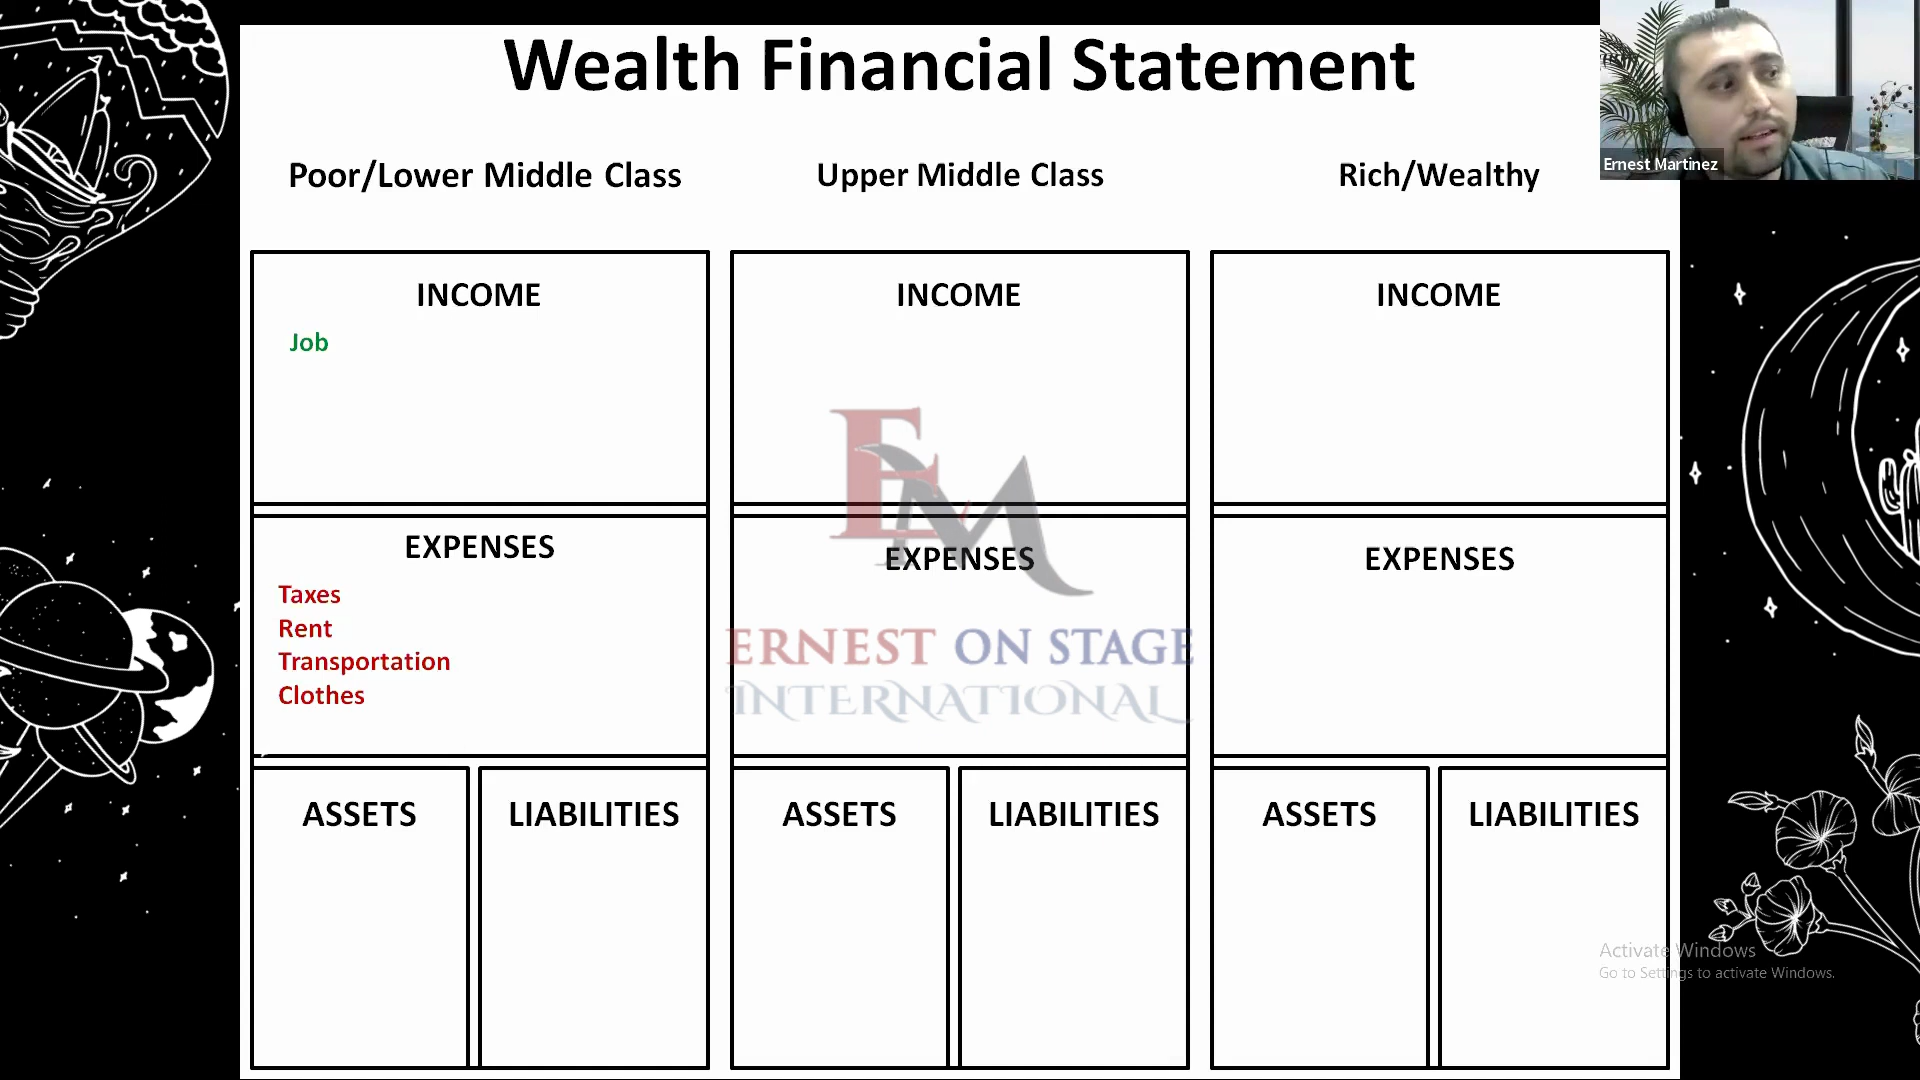 Wealth Financial Statement
Ernest Martinez
Poor/Lower Middle Class
Upper Middle Class
Rich/Wealthy
INCOME
Job
INCOME
INCOME
EXPENSES
Taxes
Rent
Transportation
Clothes
EXPENSES
EXPENSES
EM
ERNEST ON STAGE
INTERNATIONAL
ASSETS
LIABILITIES
ASSETS
LIABILITIES
ASSETS
LIABILITIES
Activate Windows
Go to Settings to activate Windows.